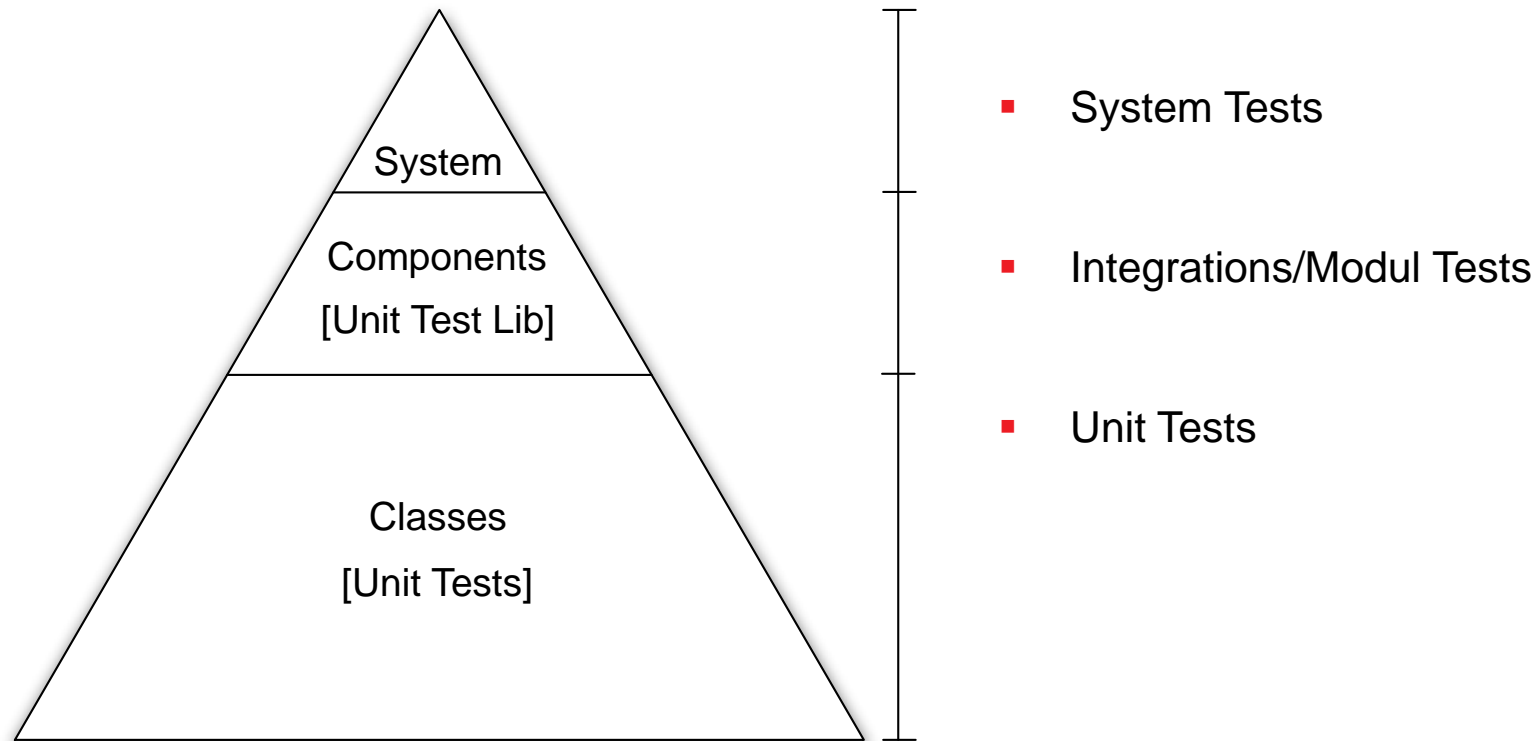 System
Components
[Unit Test Lib]
Classes
[Unit Tests]
System Tests
Integrations/Modul Tests
Unit Tests